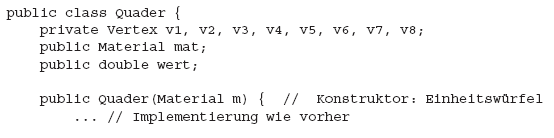 public class Quader {
    private Vertex v1, v2, v3, v4, v5, v6, v7, v8;
    public Material mat;
    public double wert;

    public Quader(Material m) {  //  Konstruktor: Einheitswürfel
        ... // Implementierung wie vorher